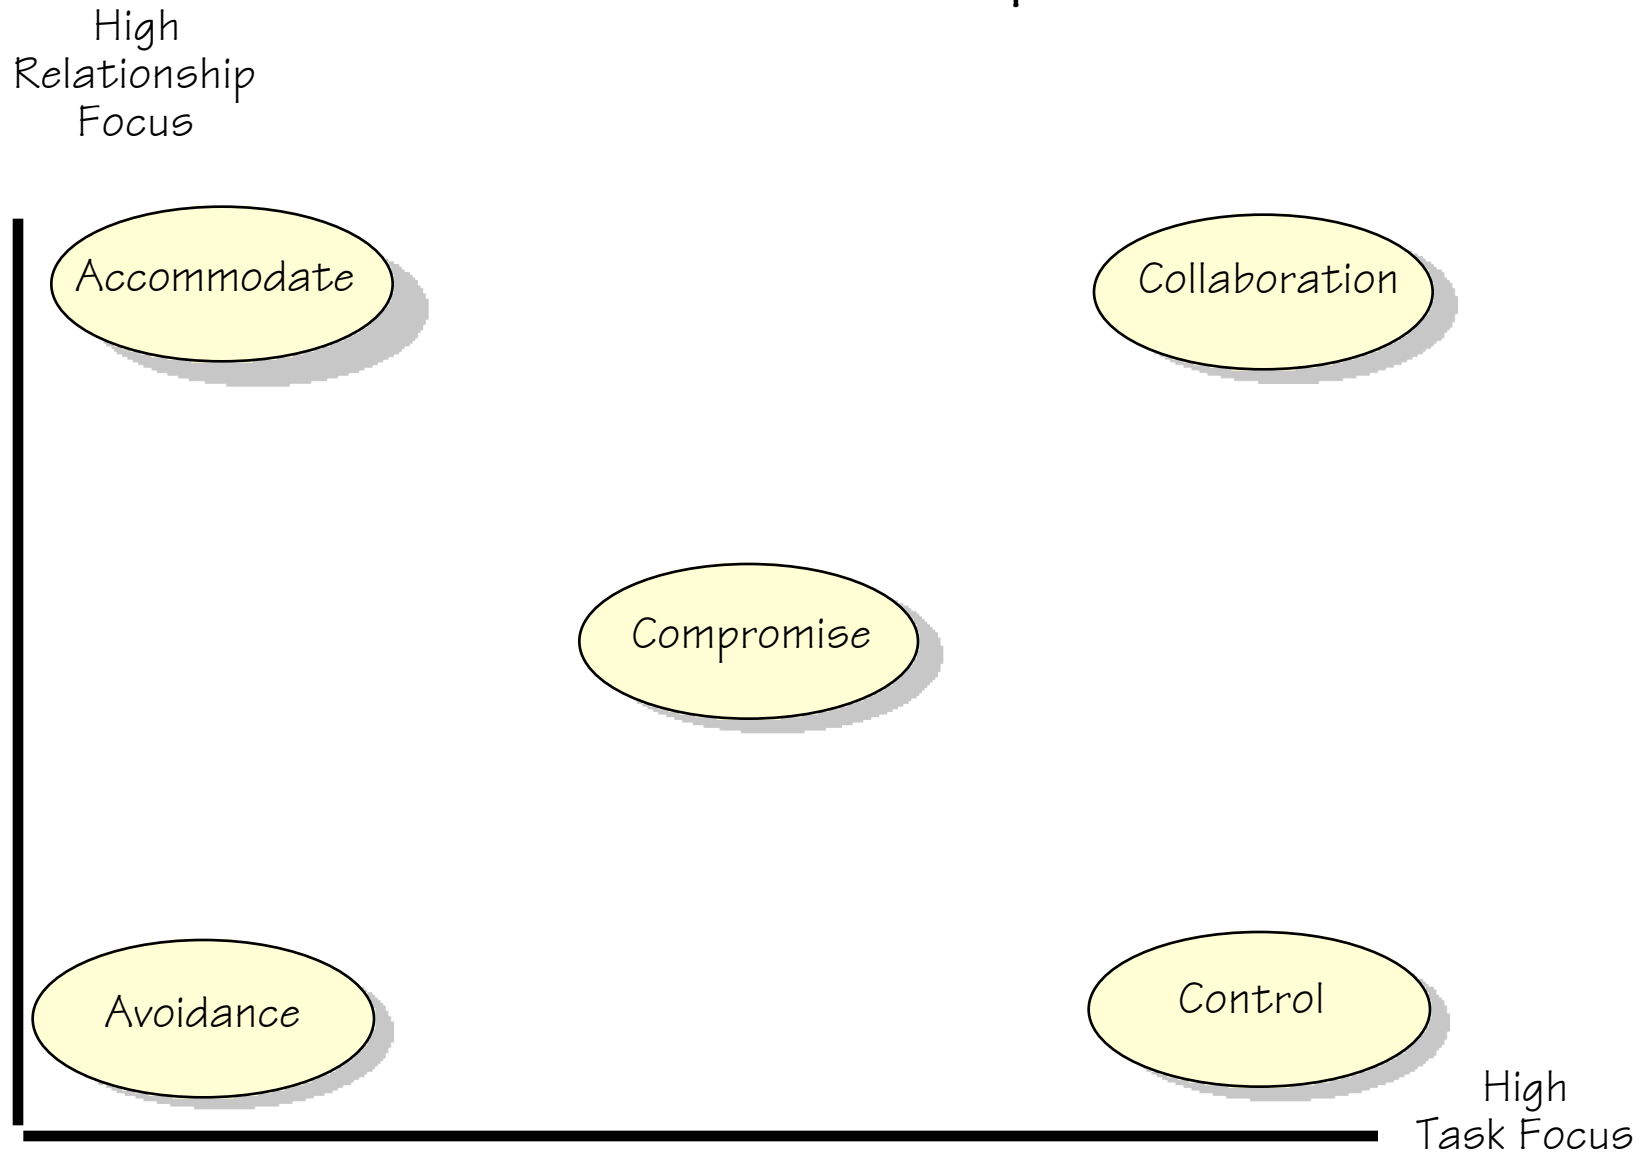 High
Relationship
Focus
Accommodate
Collaboration
Compromise
Avoidance
Control
High
Task Focus